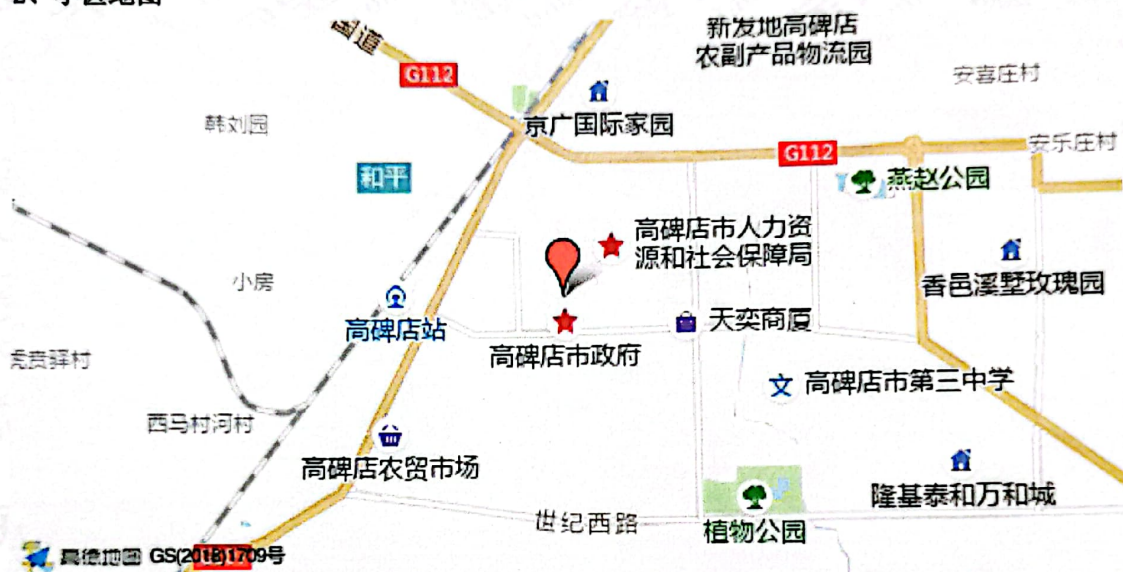 国道
新发地高碑店
农副产品物流园
G112
安喜庄村
韩刘园
京广国际家园
安乐庄村
G112
和平
燕赵公园
高碑店市人力资
源和社会保障局
小房
香邑溪墅玫瑰园
高碑店站
天奕商厦
高碑店市政府
虎贲驿村
文
高碑店市第三中学
西马村河村
高碑店农贸市场
隆基泰和万和城
世纪西路
植物公园
高德地图 GS(2018)1709号